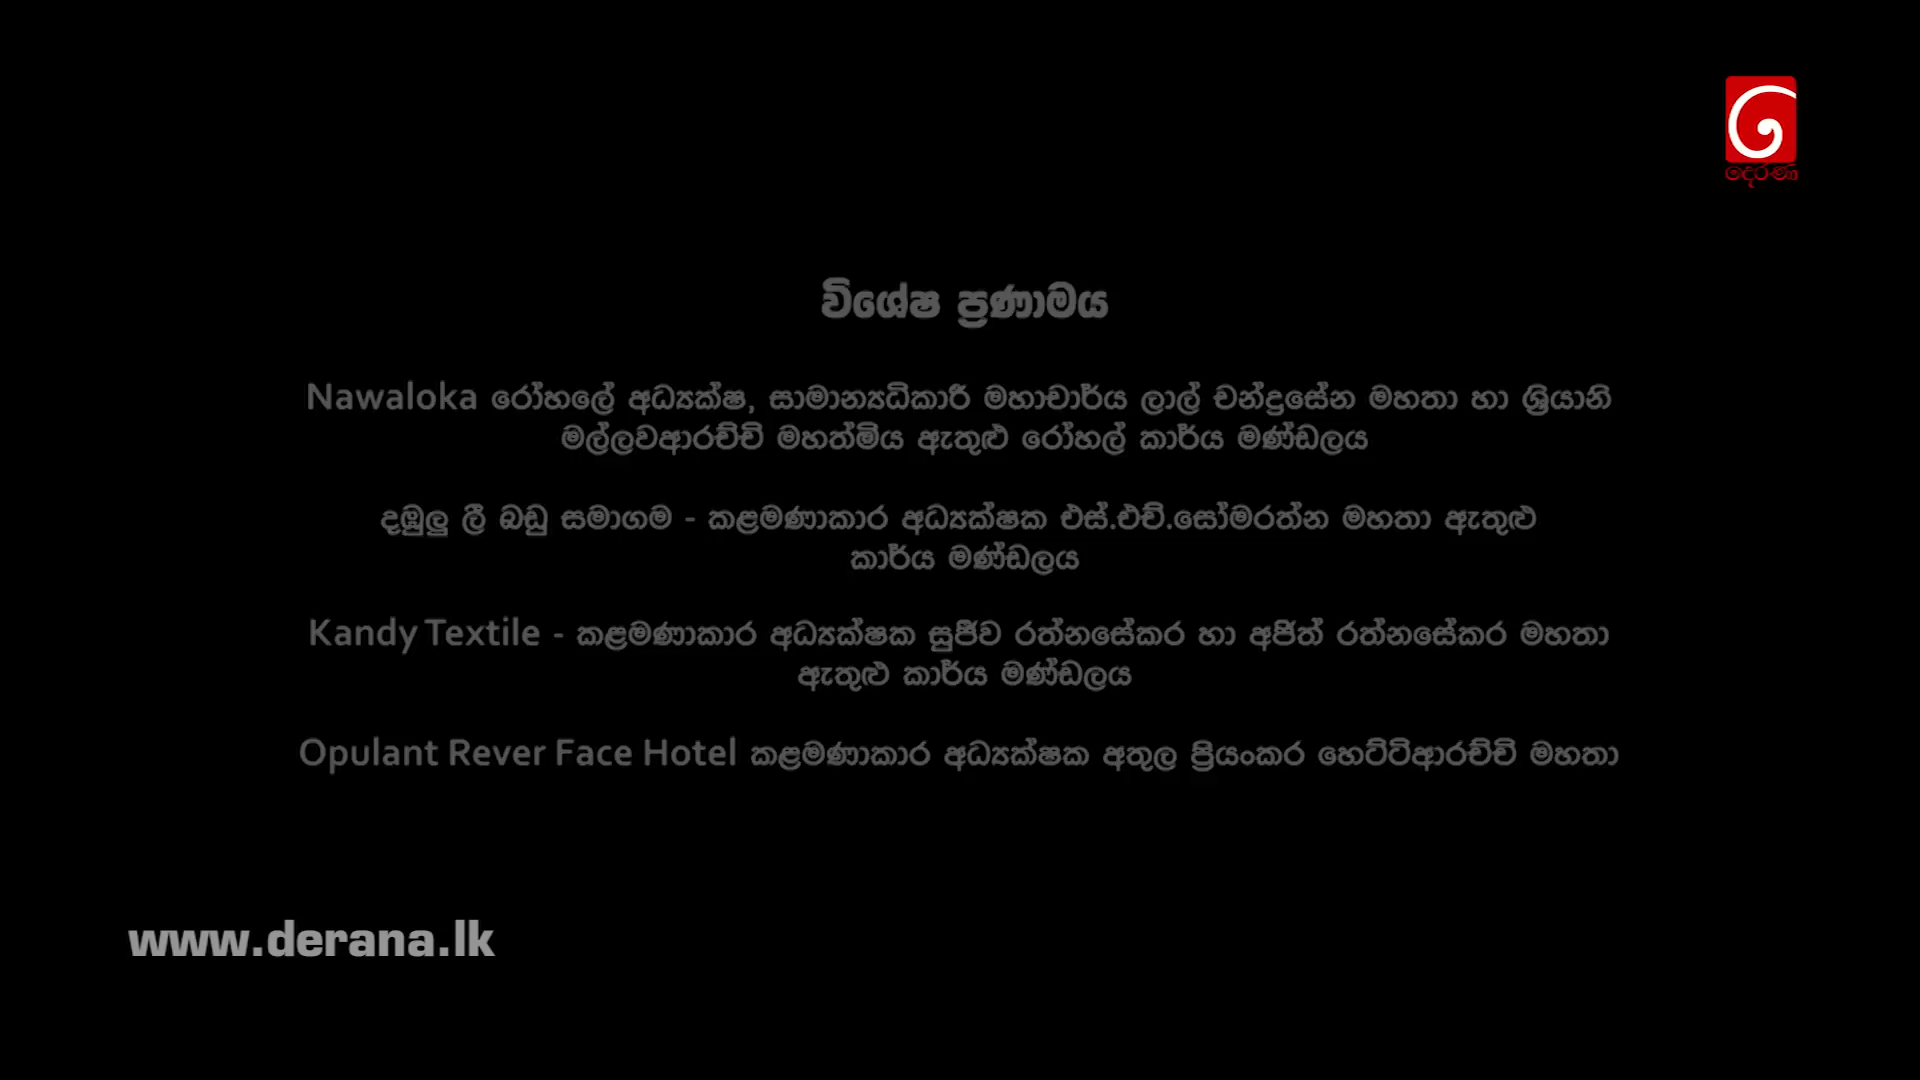 දෙරණ
විශේෂ ප්‍රණාමය
Nawaloka රෝහලේ අධ්‍යක්ෂ, සාමාන්‍යධිකාරී මහාචාර්ය ලාල් චන්ද්‍රසේන මහතා හා ශ්‍රියානි
මල්ලවආරච්චි මහත්මිය ඇතුළු රෝහල් කාර්ය මණ්ඩලය
දඹුලු ලී බඩු සමාගම - කළමණාකාර අධ්‍යක්ෂක එස්.එච්.සෝමරත්න මහතා ඇතුළු
කාර්ය මණ්ඩලය
Kandy Textile - කළමණාකාර අධ්‍යක්ෂක සුජීව රත්නසේකර හා අජිත් රත්නසේකර මහතා
ඇතුළු කාර්ය මණ්ඩලය
Opulant Rever Face Hotel කළමණාකාර අධ්‍යක්ෂක අතුල ප්‍රියංකර හෙට්ටිආරච්චි මහතා
www.derana.lk